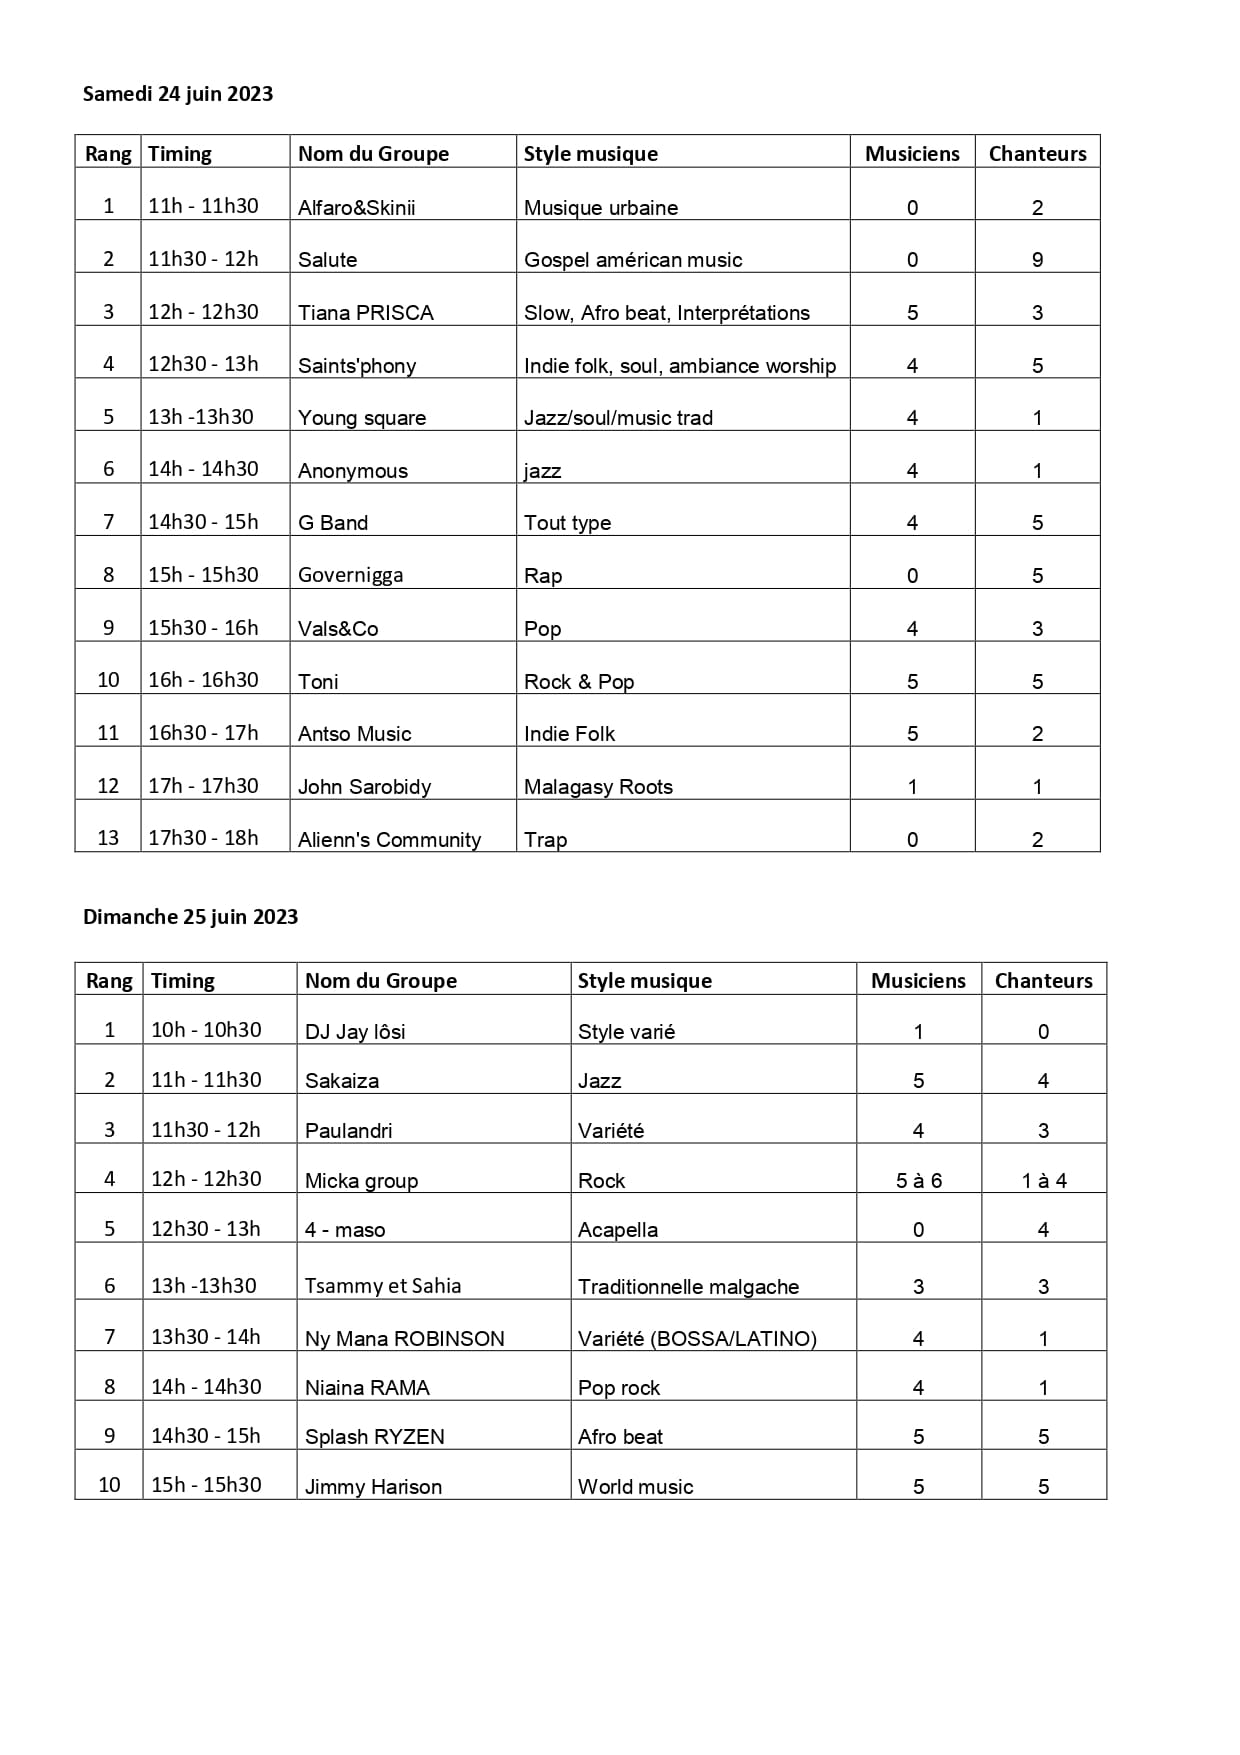 Samedi 24 juin 2023
Rang Timing Nom du Groupe Style musique Musiciens Chanteurs
1 11h - 11h30 Alfaro&Skinii Musique urbaine 0 2
2 11h30 - 12h Salute Gospel américan music 0 9
3 12h - 12h30 Tiana PRISCA Slow, Afro beat, Interprétations 5 3
4 12h30 - 13h Saints'phony Indie folk, soul, ambiance worship 4 5
5 13h -13h30 Young square Jazz/soul/music trad 4 1
6 14h - 14h30 Anonymous jazz 4 1
7 14h30 - 15h G Band Tout type 4 5
8 15h - 15h30 Governigga Rap 0 5
9 15h30 - 16h Vals&Co Pop 4 3
10 16h - 16h30 Toni Rock & Pop 5 5
11 16h30 - 17h Antso Music Indie Folk 5 2
12 17h - 17h30 John Sarobidy Malagasy Roots 1 1
13 17h30 - 18h Alienn's Community Trap 0 2
Dimanche 25 juin 2023
Rang Timing Nom du Groupe Style musique Musiciens Chanteurs
1 10h - 10h30 DJ Jay lôsi Style varié 1 0
2 11h - 11h30 Sakaiza Jazz 5 4
3 11h30 - 12h Paulandri Variété 4 3
4 12h - 12h30 Micka group Rock 5 à 6 1 à 4
5 12h30 - 13h 4 - maso Acapella 0 4
6 13h -13h30 Tsammy et Sahia Traditionnelle malgache 3 3
7 13h30 - 14h Ny Mana ROBINSON Variété (BOSSA/LATINO) 4 1
8 14h - 14h30 Niaina RAMA Pop rock 4 1
9 14h30 - 15h Splash RYZEN Afro beat 5 5
10 15h - 15h30 Jimmy Harison World music 5 5